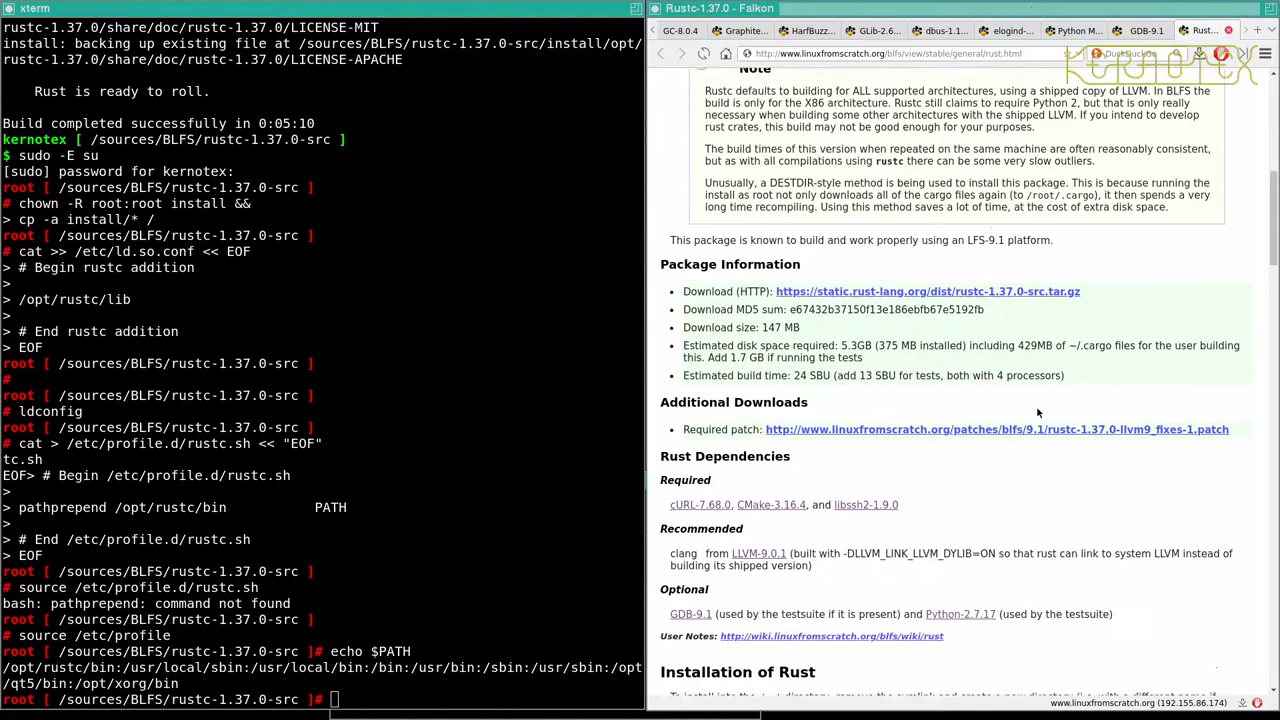 xterm
rustc-1.37.0/share/doc/rustc/LICENSE-MIT
install: backing up existing file at /sources/BLFS/rustc-1.37.0-src/install/opt/
rustc-1.37.0/share/doc/rustc/LICENSE-APACHE
Rust is ready to roll.
Build completed successfully in 0:05:10
kernotex [ /sources/BLFS/rustc-1.37.0-src ]
$ sudo -E su
[sudo] password for kernotex:
root [ /sources/BLFS/rustc-1.37.0-src ]
# chown -R root:root install &&
> cp -a install/* /
root [ /sources/BLFS/rustc-1.37.0-src ]
# cat >> /etc/ld.so.conf << EOF
> # Begin rustc addition
>
> /opt/rustc/lib
>
> # End rustc addition
> EOF
root [ /sources/BLFS/rustc-1.37.0-src ]
#
root [ /sources/BLFS/rustc-1.37.0-src ]
# ldconfig
root [ /sources/BLFS/rustc-1.37.0-src ]
# cat > /etc/profile.d/rustc.sh << "EOF"
tc.sh
EOF> # Begin /etc/profile.d/rustc.sh
>
> pathprepend /opt/rustc/bin           PATH
>
> # End /etc/profile.d/rustc.sh
> EOF
root [ /sources/BLFS/rustc-1.37.0-src ]
# source /etc/profile.d/rustc.sh
bash: pathprepend: command not found
root [ /sources/BLFS/rustc-1.37.0-src ]
# source /etc/profile
root [ /sources/BLFS/rustc-1.37.0-src ]# echo $PATH
/opt/rustc/bin:/usr/local/sbin:/usr/local/bin:/bin:/usr/bin:/sbin:/usr/sbin:/opt
/qt5/bin:/opt/xorg/bin
root [ /sources/BLFS/rustc-1.37.0-src ]#
Rustc-1.37.0 - Falkon
GC-8.0.4 Graphite... HarfBuzz... GLib-2.6... dbus-1.1... elogind-... Python M... GDB-9.1 Rust...
http://www.linuxfromscratch.org/blfs/view/stable/general/rust.html DuckDuckGo
KERNOTEX
Note
Rustc defaults to building for ALL supported architectures, using a shipped copy of LLVM. In BLFS the
build is only for the X86 architecture. Rustc still claims to require Python 2, but that is only really
necessary when building some other architectures with the shipped LLVM. If you intend to develop
rust crates, this build may not be good enough for your purposes.
The build times of this version when repeated on the same machine are often reasonably consistent,
but as with all compilations using rustc there can be some very slow outliers.
Unusually, a DESTDIR-style method is being used to install this package. This is because running the
install as root not only downloads all of the cargo files again (to /root/.cargo), it then spends a very
long time recompiling. Using this method saves a lot of time, at the cost of extra disk space.
This package is known to build and work properly using an LFS-9.1 platform.
Package Information
• Download (HTTP): https://static.rust-lang.org/dist/rustc-1.37.0-src.tar.gz
• Download MD5 sum: e67432b37150f13e186ebfb67e5192fb
• Download size: 147 MB
• Estimated disk space required: 5.3GB (375 MB installed) including 429MB of ~/.cargo files for the user building
this. Add 1.7 GB if running the tests
• Estimated build time: 24 SBU (add 13 SBU for tests, both with 4 processors)
Additional Downloads
• Required patch: http://www.linuxfromscratch.org/patches/blfs/9.1/rustc-1.37.0-llvm9_fixes-1.patch
Rust Dependencies
Required
cURL-7.68.0, CMake-3.16.4, and libssh2-1.9.0
Recommended
clang from LLVM-9.0.1 (built with -DLLVM_LINK_LLVM_DYLIB=ON so that rust can link to system LLVM instead of
building its shipped version)
Optional
GDB-9.1 (used by the testsuite if it is present) and Python-2.7.17 (used by the testsuite)
User Notes: http://wiki.linuxfromscratch.org/blfs/wiki/rust
Installation of Rust
www.linuxfromscratch.org (192.155.86.174)